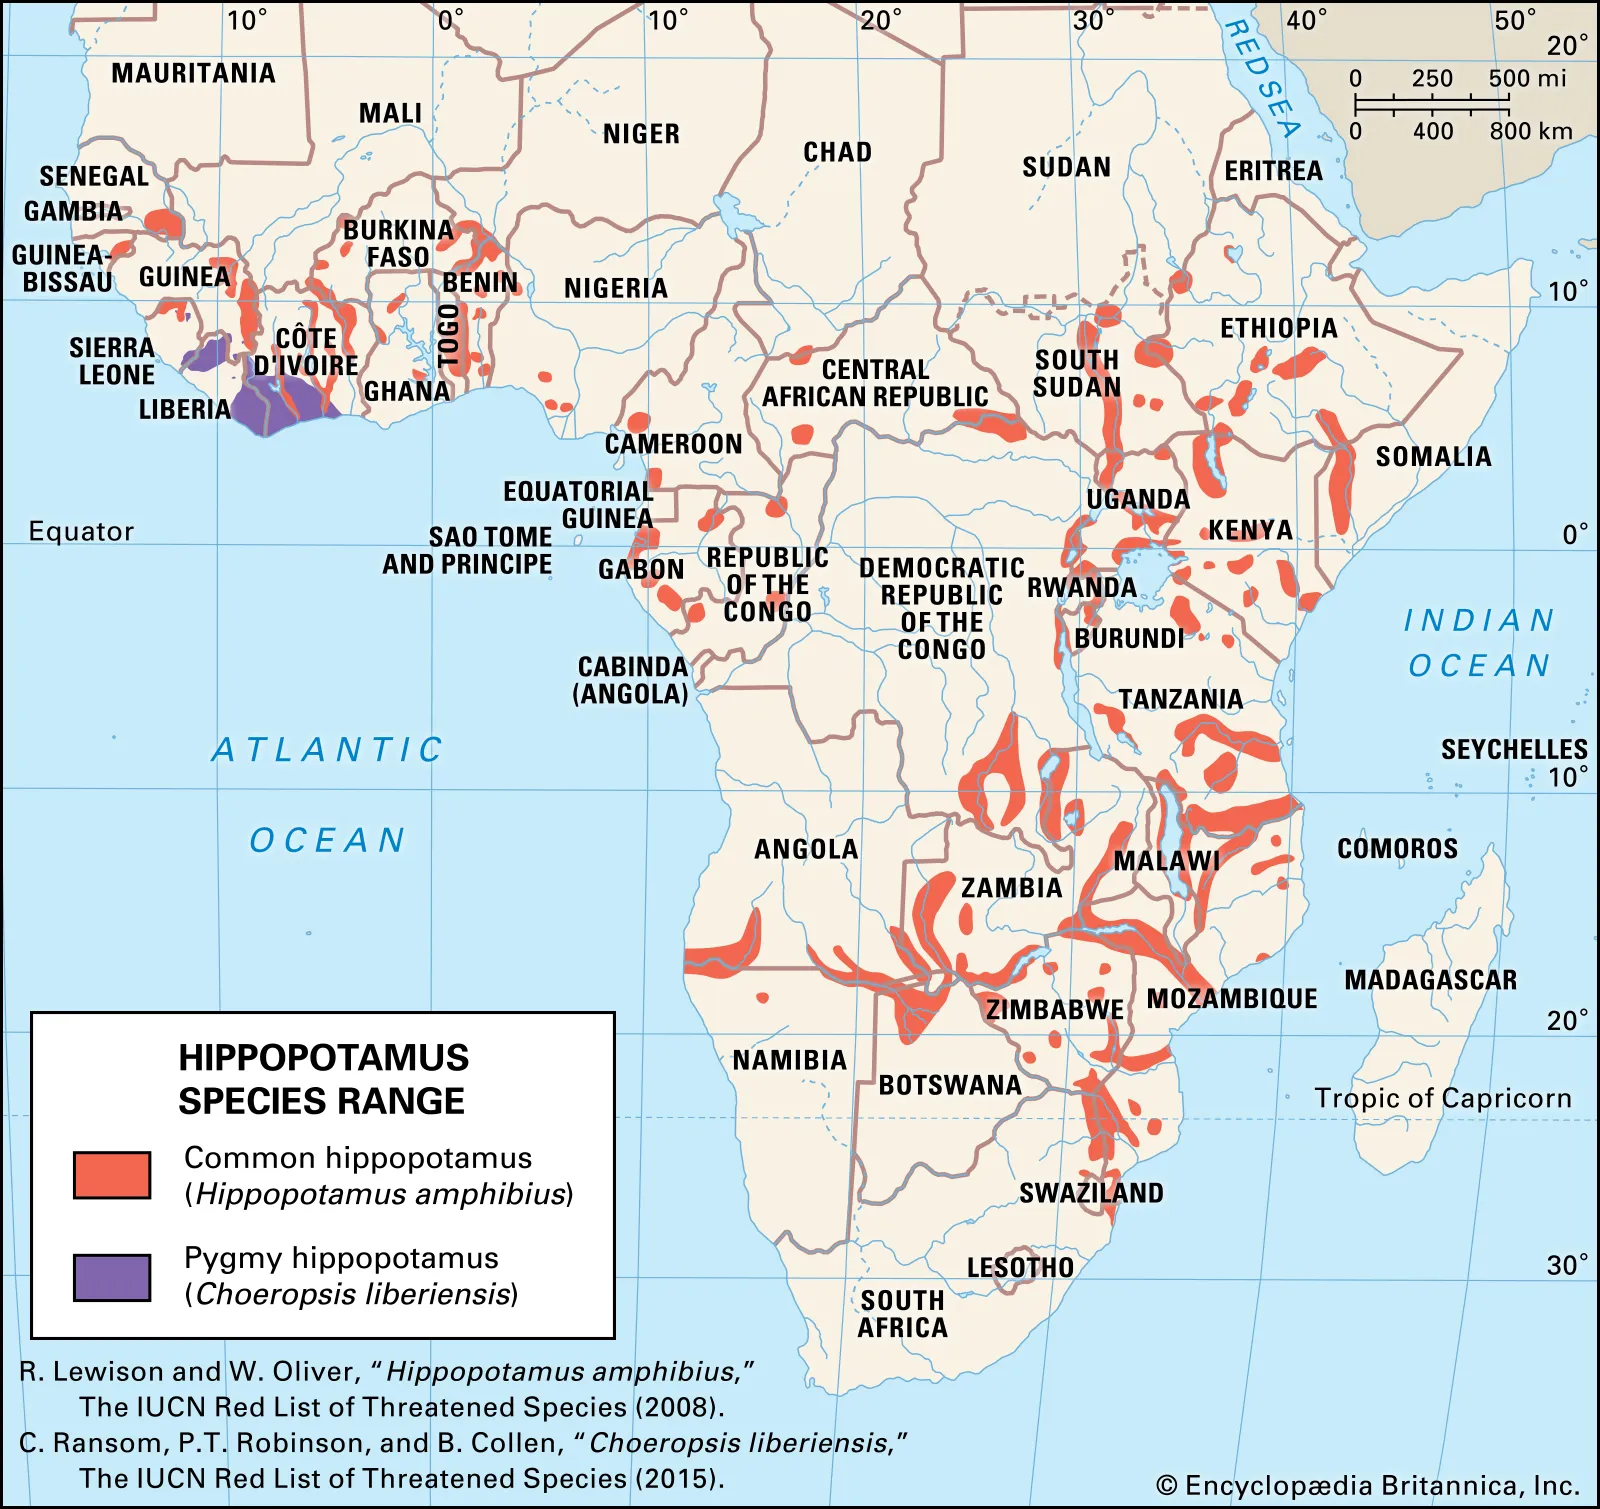 10°
0°
10°
20°
30°
40°
50°
20°
RED SEA
0 250 500 mi
0 400 800 km
MAURITANIA
MALI
NIGER
CHAD
SUDAN
ERITREA
SENEGAL
GAMBIA
GUINEA-
BISSAU
GUINEA
BURKINA
FASO
BENIN
NIGERIA
TOGO
10°
ETHIOPIA
SIERRA
LEONE
CÔTE
D'IVOIRE
GHANA
LIBERIA
CENTRAL
AFRICAN REPUBLIC
SOUTH
SUDAN
CAMEROON
SOMALIA
EQUATORIAL
GUINEA
UGANDA
KENYA
Equator
0°
SAO TOME
AND PRINCIPE
GABON
REPUBLIC
OF THE
CONGO
DEMOCRATIC
REPUBLIC
OF THE
CONGO
RWANDA
BURUNDI
INDIAN
OCEAN
CABINDA
(ANGOLA)
TANZANIA
ATLANTIC
OCEAN
SEYCHELLES
10°
ANGOLA
ZAMBIA
MALAWI
COMOROS
MADAGASCAR
ZIMBABWE
MOZAMBIQUE
20°
NAMIBIA
BOTSWANA
Tropic of Capricorn
SWAZILAND
LESOTHO
30°
SOUTH
AFRICA
HIPPOPOTAMUS
SPECIES RANGE
Common hippopotamus
(Hippopotamus amphibius)
Pygmy hippopotamus
(Choeropsis liberiensis)
R. Lewison and W. Oliver, “Hippopotamus amphibius,”
The IUCN Red List of Threatened Species (2008).
C. Ransom, P.T. Robinson, and B. Collen, “Choeropsis liberiensis,”
The IUCN Red List of Threatened Species (2015).
© Encyclopædia Britannica, Inc.